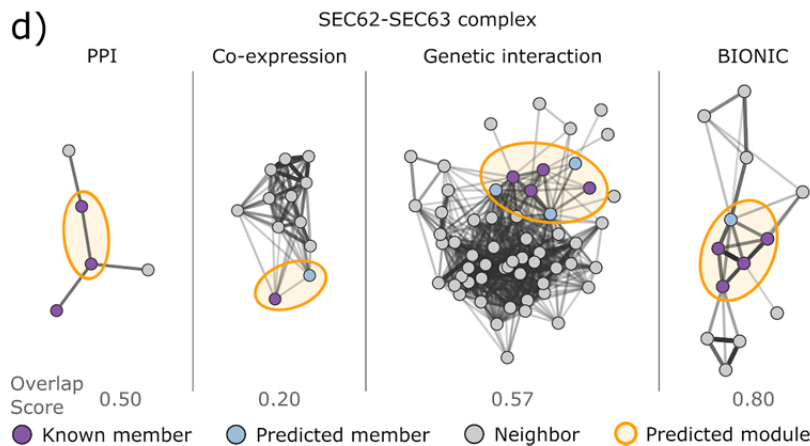 d)
SEC62-SEC63 complex
PPI
Co-expression
Genetic interaction
BIONIC
Overlap Score
0.50
0.20
0.57
0.80
Known member
Predicted member
Neighbor
Predicted module